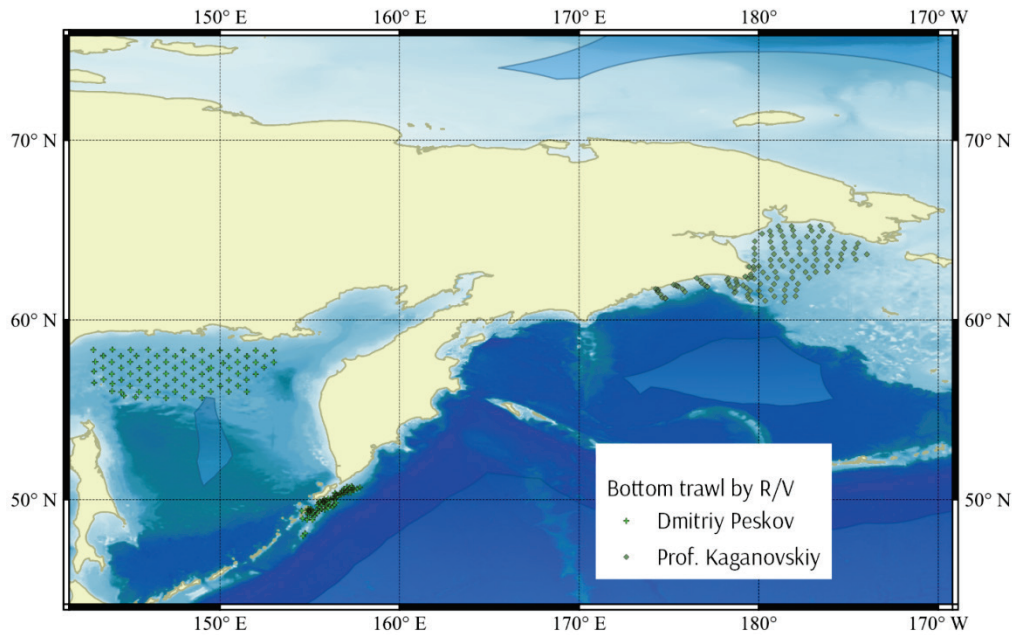 150° E 160° E 170° E 180° 170° W
70° N 70° N
60° N 60° N
50° N 50° N
Bottom trawl by R/V
Dmitriy Peskov
Prof. Kaganovskiy
150° E 160° E 170° E 180° 170° W